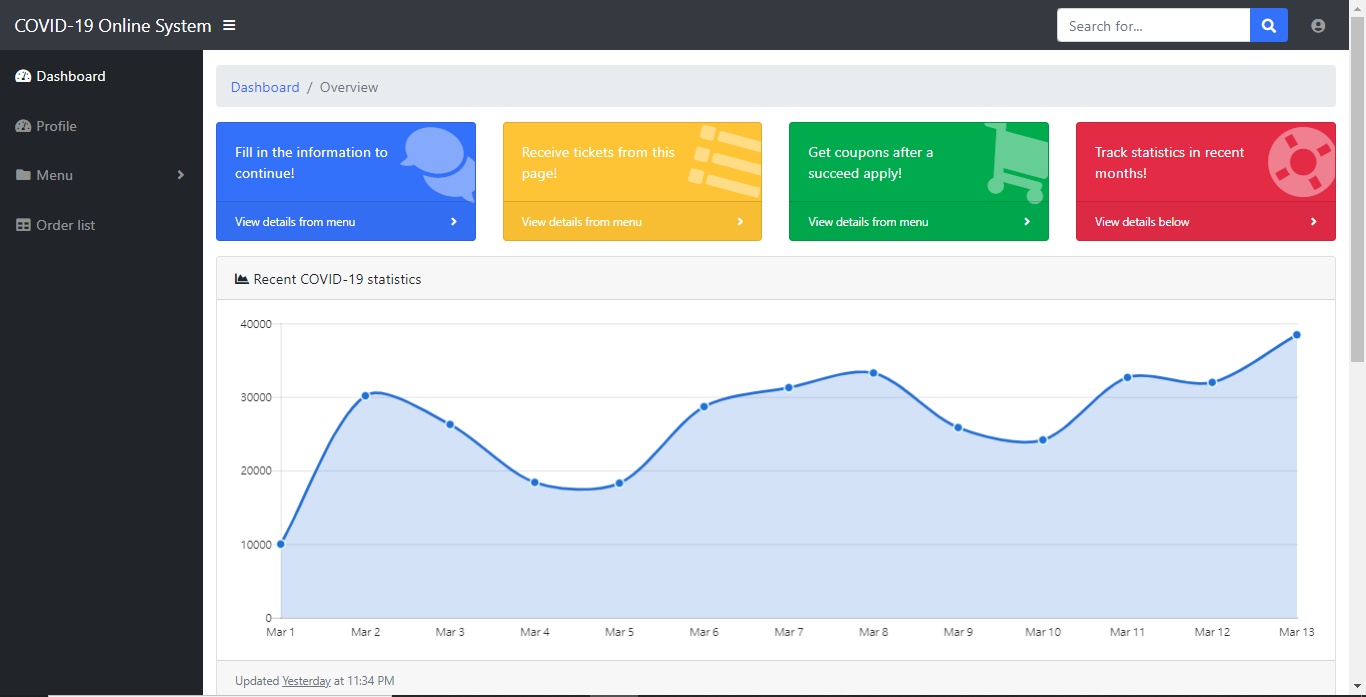 COVID-19 Online System
Search for...
Dashboard
Profile
Menu
Order list
Dashboard / Overview
Fill in the information to
continue!
View details from menu
Receive tickets from this
page!
View details from menu
Get coupons after a
succeed apply!
View details from menu
Track statistics in recent
months!
View details below
Recent COVID-19 statistics
40000
30000
20000
10000
0
Mar 1 Mar 2 Mar 3 Mar 4 Mar 5 Mar 6 Mar 7 Mar 8 Mar 9 Mar 10 Mar 11 Mar 12 Mar 13
Updated Yesterday at 11:34 PM